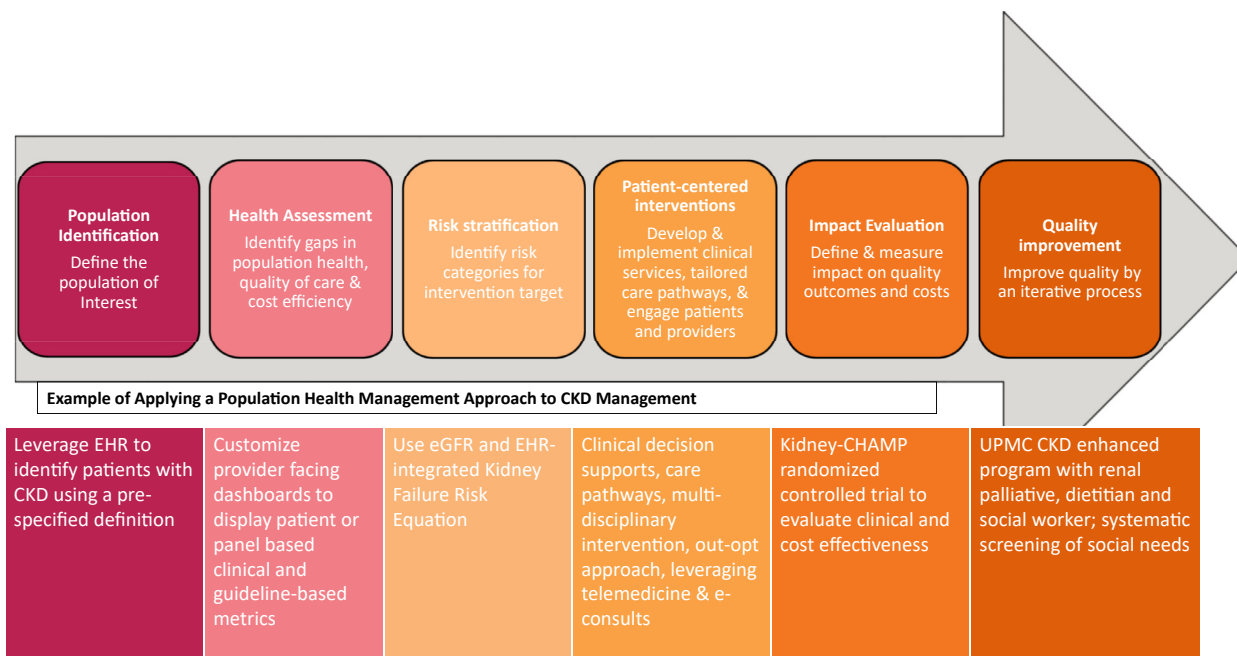 Population
Identification
Define the
population of
Interest
Health Assessment
Identify gaps in
population health,
quality of care &
cost efficiency
Risk stratification
Identify risk
categories for
intervention target
Patient-centered
interventions
Develop &
implement clinical
services, tailored
care pathways, &
engage patients
and providers
Impact Evaluation
Define & measure
impact on quality
outcomes and costs
Quality
improvement
Improve quality by
an iterative process
Example of Applying a Population Health Management Approach to CKD Management
Leverage EHR to
identify patients with
CKD using a pre-
specified definition
Customize
provider facing
dashboards to
display patient or
panel based
clinical and
guideline-based
metrics
Use eGFR and EHR-
integrated Kidney
Failure Risk
Equation
Clinical decision
supports, care
pathways, multi-
disciplinary
intervention, out-opt
approach, leveraging
telemedicine & e-
consults
Kidney-CHAMP
randomized
controlled trial to
evaluate clinical and
cost effectiveness
UPMC CKD enhanced
program with renal
palliative, dietitian and
social worker; systematic
screening of social needs